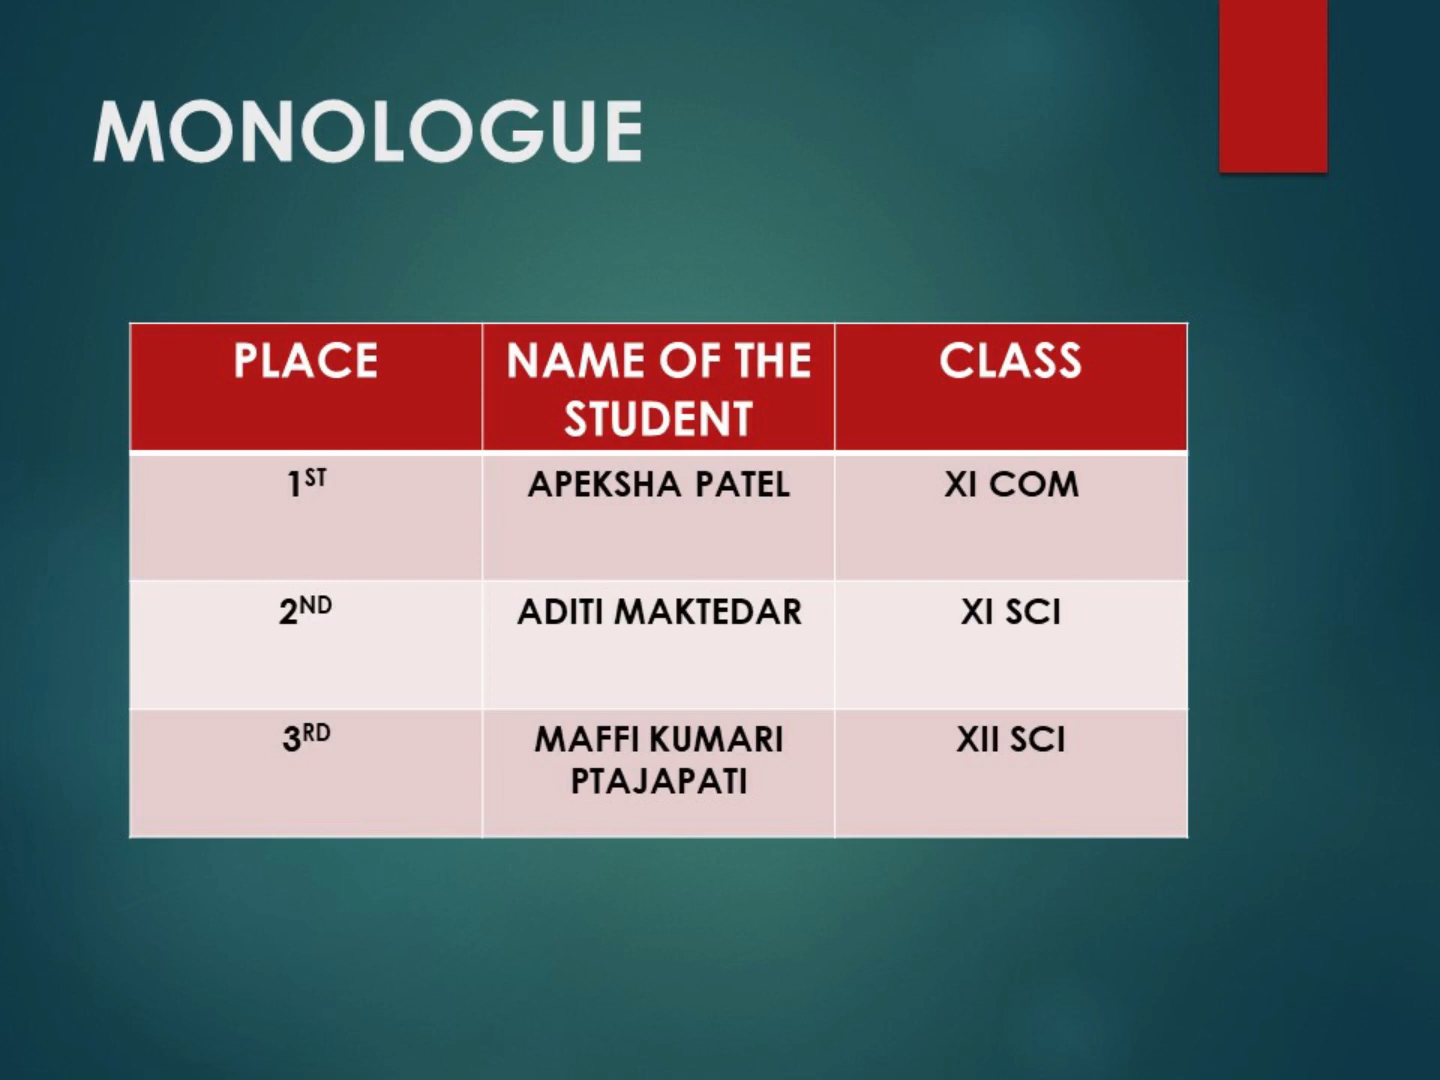 MONOLOGUE
PLACE
NAME OF THE
STUDENT
CLASS
1ST
APEKSHA PATEL
XI COM
2ND
ADITI MAKTEDAR
XI SCI
3RD
MAFFI KUMARI
PTAJAPATI
XII SCI